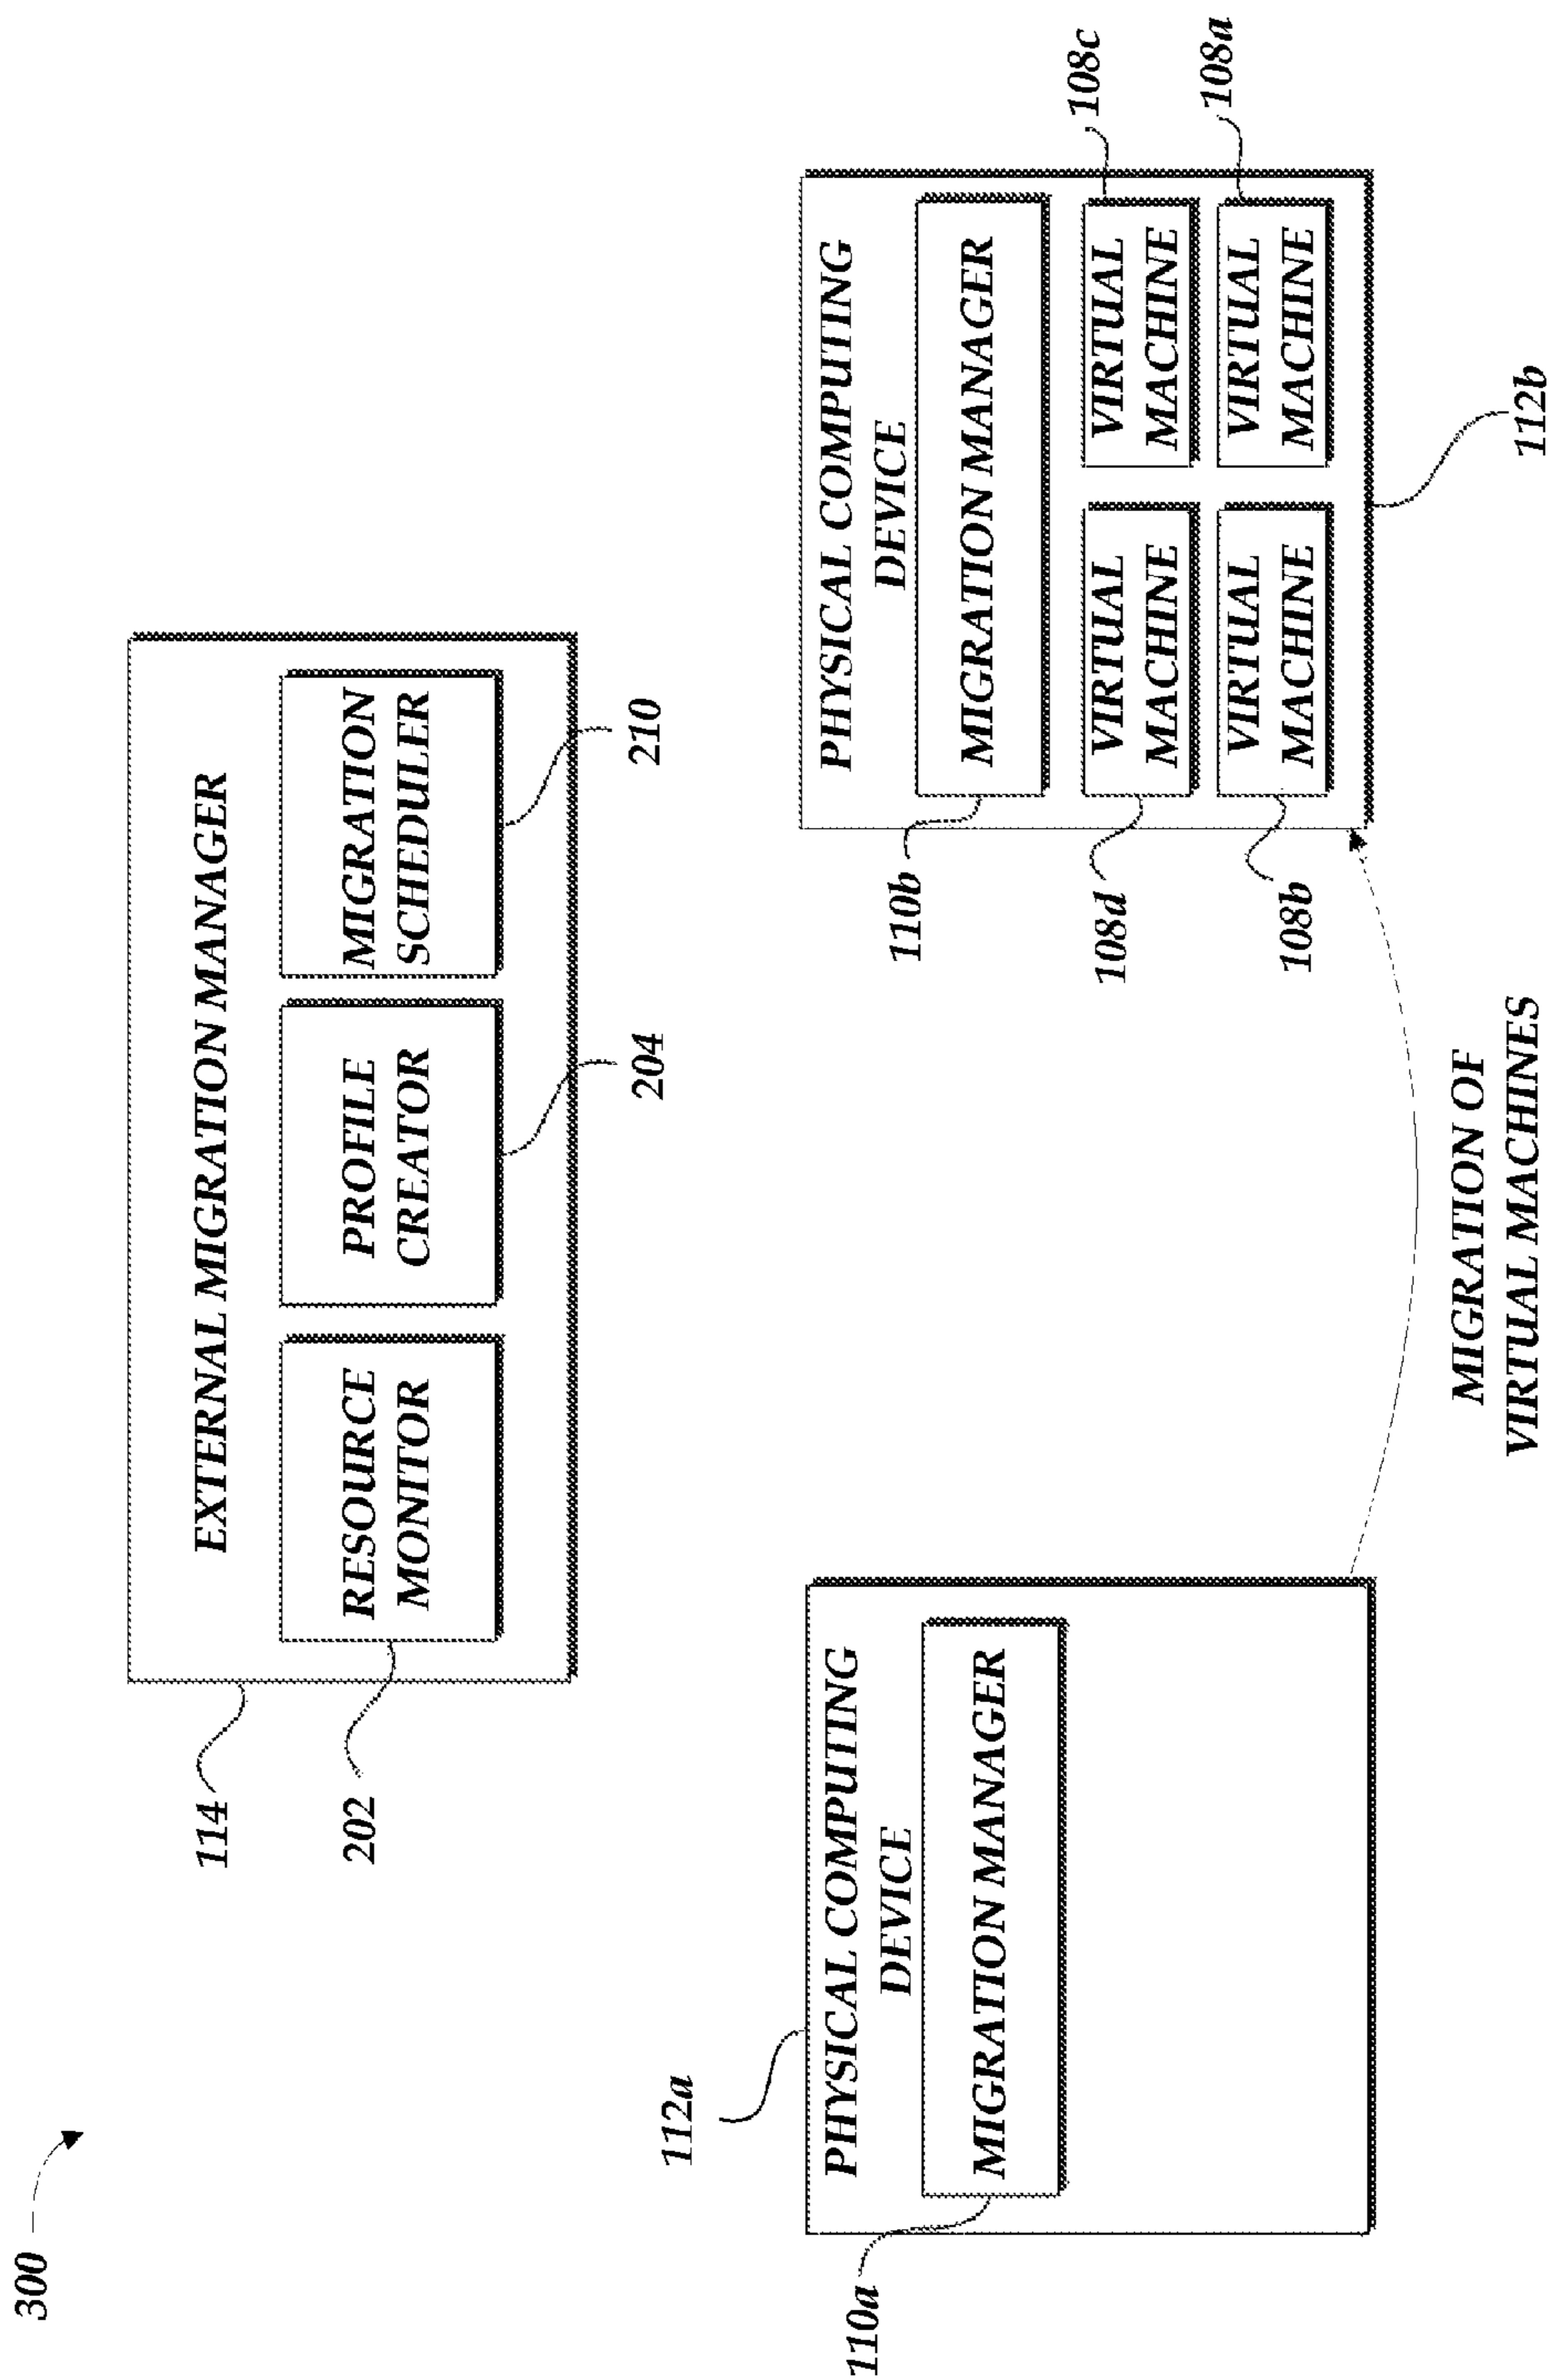 300
114
EXTERNAL MIGRATION MANAGER
RESOURCE
MONITOR
PROFILE
CREATOR
MIGRATION
SCHEDULER
202
204
210
112a
PHYSICAL COMPUTING
DEVICE
MIGRATION MANAGER
110a
PHYSICAL COMPUTING
DEVICE
110b
MIGRATION MANAGER
108d
VIRTUAL
MACHINE
VIRTUAL
MACHINE
108c
108b
VIRTUAL
MACHINE
VIRTUAL
MACHINE
108a
112b
MIGRATION OF
VIRTUAL MACHINES